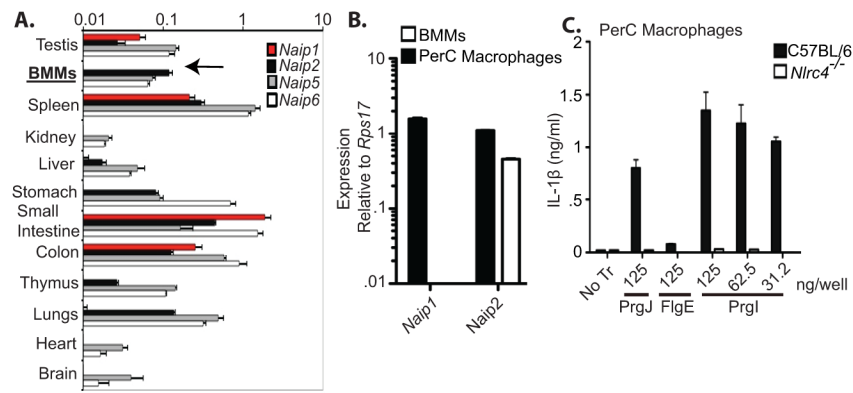 A.
0.01 0.1 1 10
Testis
BMMs
Spleen
Kidney
Liver
Stomach
Small
Intestine
Colon
Thymus
Lungs
Heart
Brain
Naip1
Naip2
Naip5
Naip6
B.
BMMs
PerC Macrophages
Expression
Relative to Rps17
10
1
.1
.01
Naip1 Naip2
C.
PerC Macrophages
C57BL/6
Nlrc4-/-
IL-1β (ng/ml)
2
1.5
1
.5
0
No Tr 125 125 125 62.5 31.2 ng/well
PrgJ FlgE PrgI